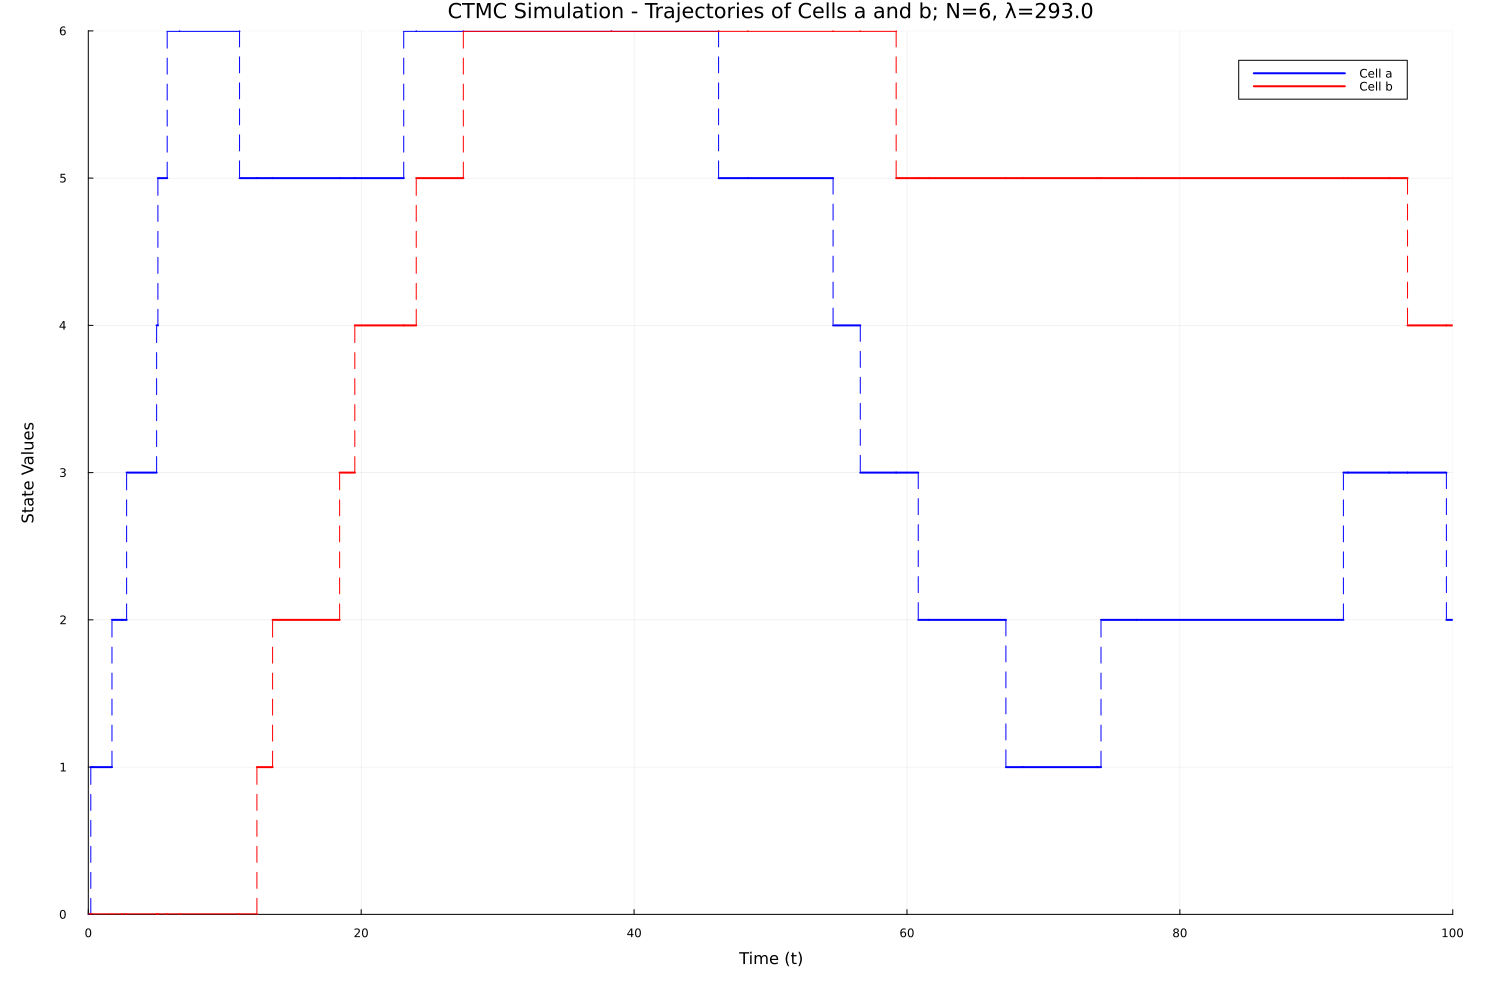 CTMC Simulation - Trajectories of Cells a and b; N=6, λ=293.0
Cell a
Cell b
State Values
6
5
4
3
2
1
0
0 20 40 60 80 100
Time (t)